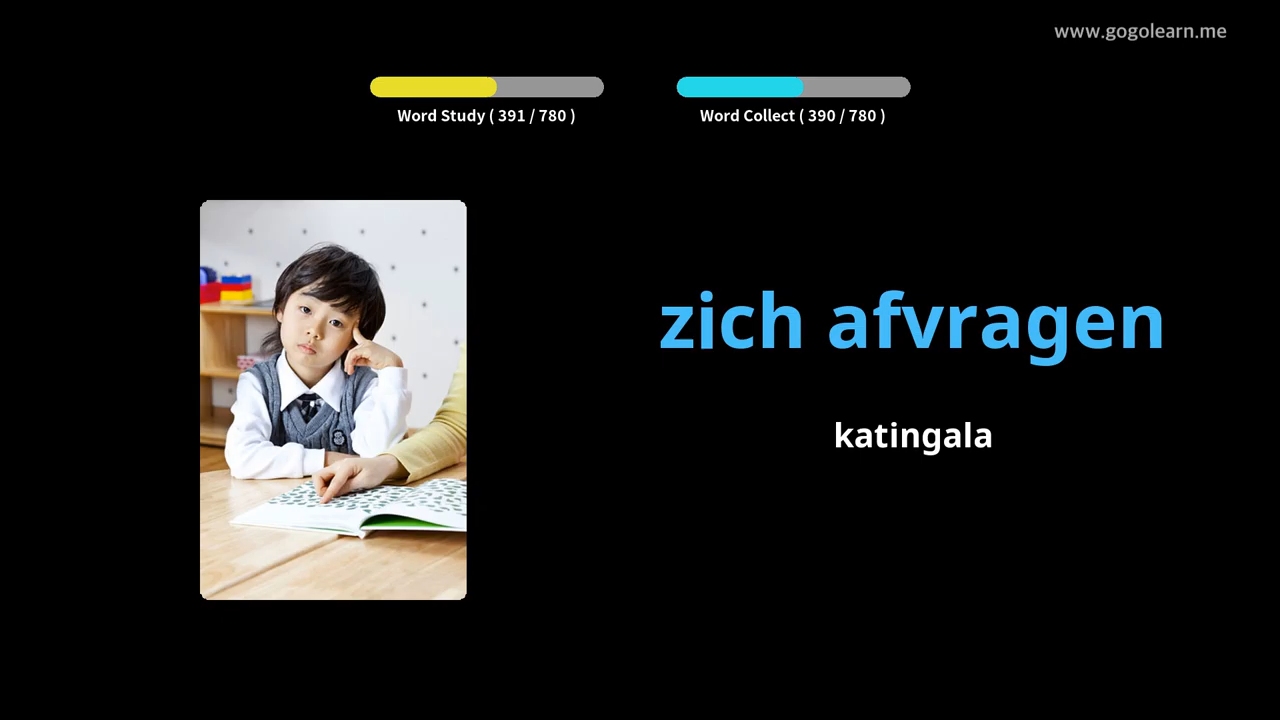 www.gogolearn.me
Word Study ( 391 / 780 )
Word Collect ( 390 / 780 )
zich afvragen
katingala